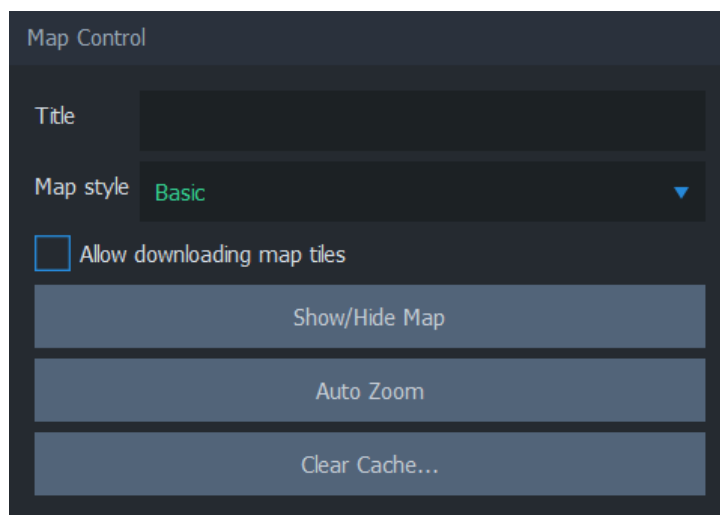 Map Control
Title
Map style Basic
Allow downloading map tiles
Show/Hide Map
Auto Zoom
Clear Cache...